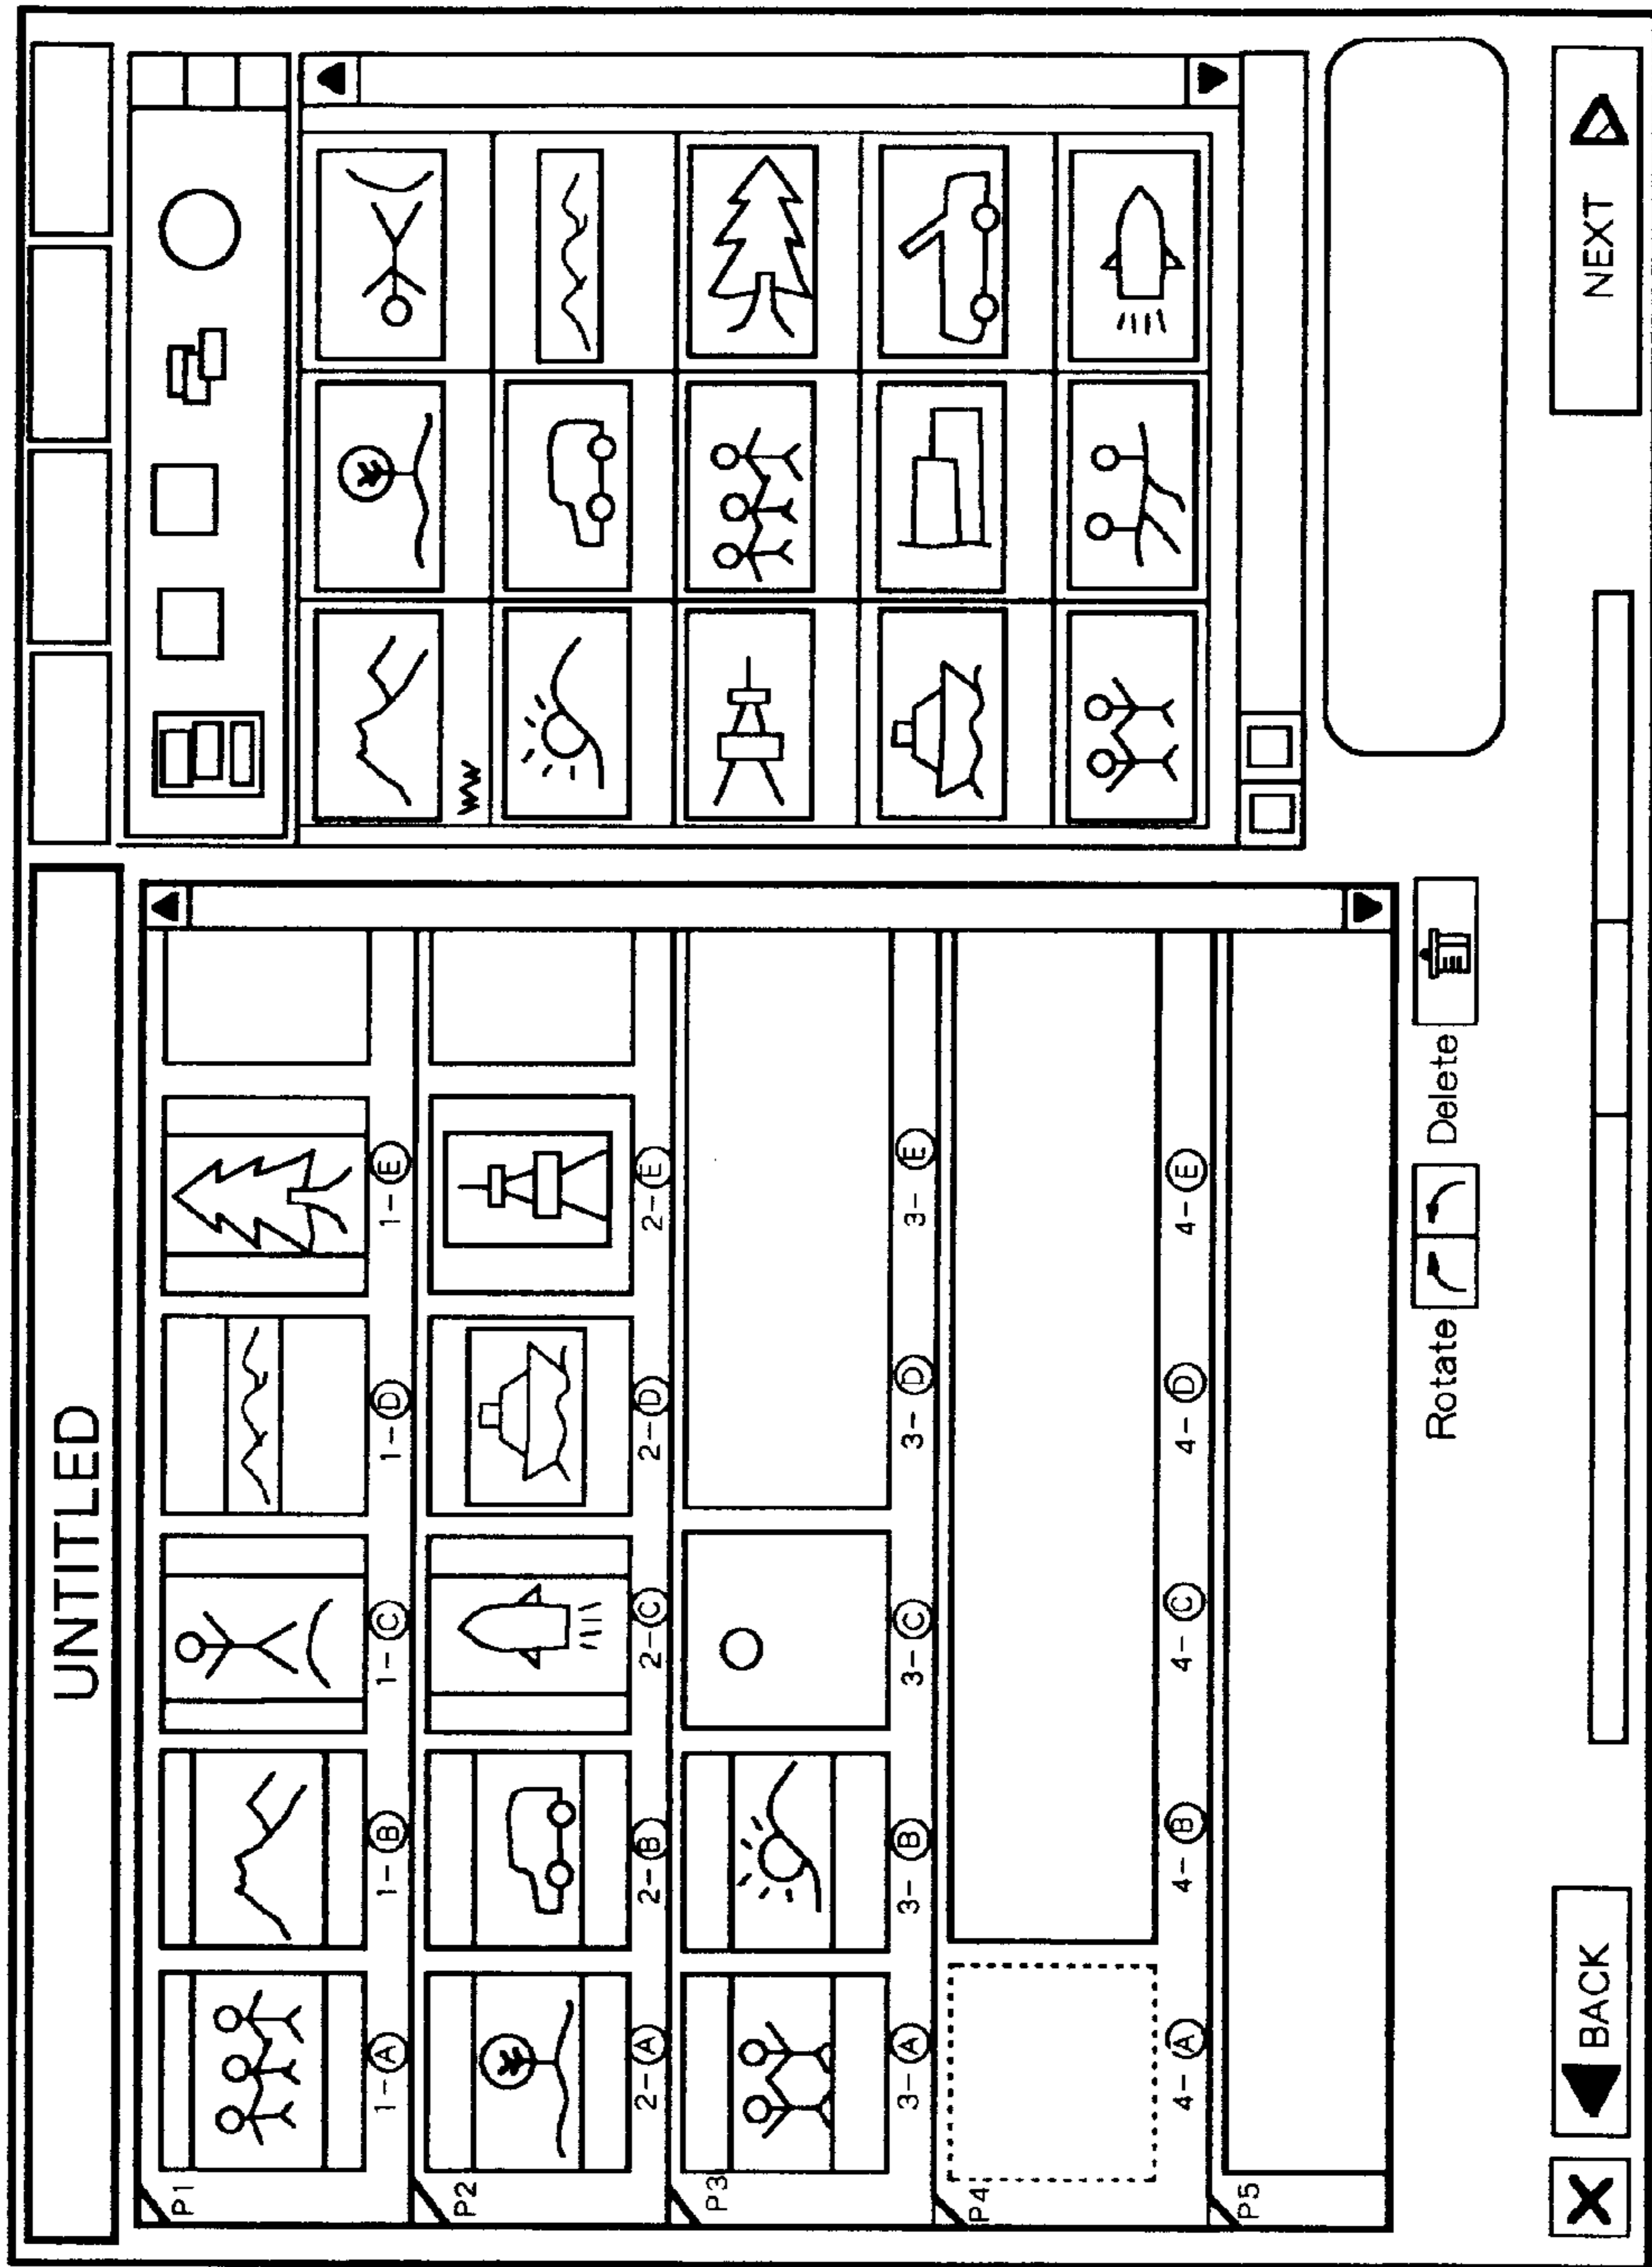 UNTITLED
P1
1-Ⓐ 1-Ⓑ 1-Ⓒ 1-Ⓓ 1-Ⓔ
P2
2-Ⓐ 2-Ⓑ 2-Ⓒ 2-Ⓓ 2-Ⓔ
P3
3-Ⓐ 3-Ⓑ 3-Ⓒ 3-Ⓓ 3-Ⓔ
P4
4-Ⓐ 4-Ⓑ 4-Ⓒ 4-Ⓓ 4-Ⓔ
P5
Rotate Delete
X BACK NEXT